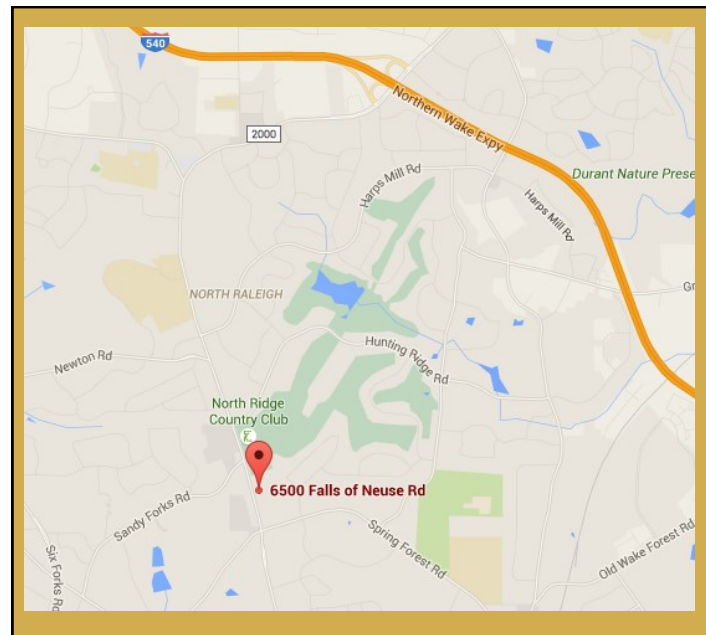 540
2000
Northern Wake Expy
Durant Nature Prese
Harps Mill Rd
Harps Mill Rd
NORTH RALEIGH
Gr
Newton Rd
Hunting Ridge Rd
North Ridge
Country Club
6500 Falls of Neuse Rd
Sandy Forks Rd
Spring Forest Rd
Old Wake Forest Rd
Six Forks Rd